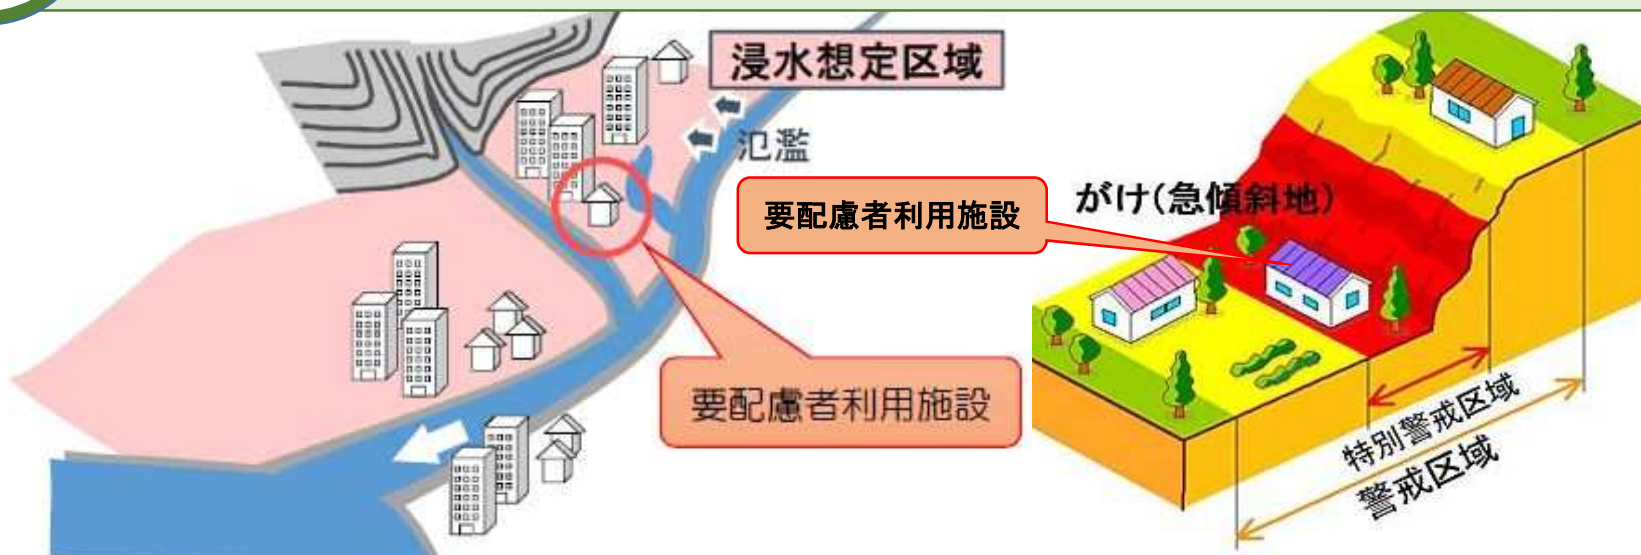 浸水想定区域
氾濫
要配慮者利用施設
要配慮者利用施設
がけ(急傾斜地)
特別警戒区域
警戒区域